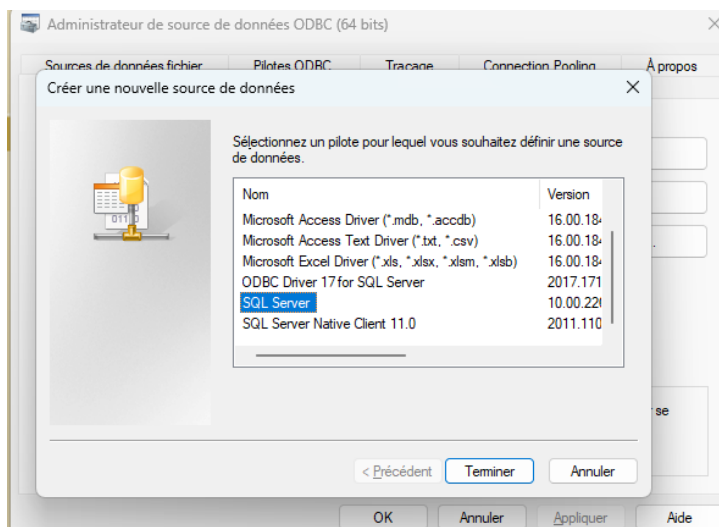 Administrateur de source de données ODBC (64 bits)
Sources de données fichier Pilotes ODBC Traçage Connection Pooling À propos
Créer une nouvelle source de données
Sélectionnez un pilote pour lequel vous souhaitez définir une source
de données.
Nom Version
Microsoft Access Driver (*.mdb, *.accdb) 16.00.18
Microsoft Access Text Driver (*.txt, *.csv) 16.00.18
Microsoft Excel Driver (*.xls, *.xlsx, *.xlsm, *.xlsb) 16.00.18
ODBC Driver 17 for SQL Server 2017.171
SQL Server 10.00.22
SQL Server Native Client 11.0 2011.110
se
< Précédent Terminer Annuler
OK Annuler Appliquer Aide